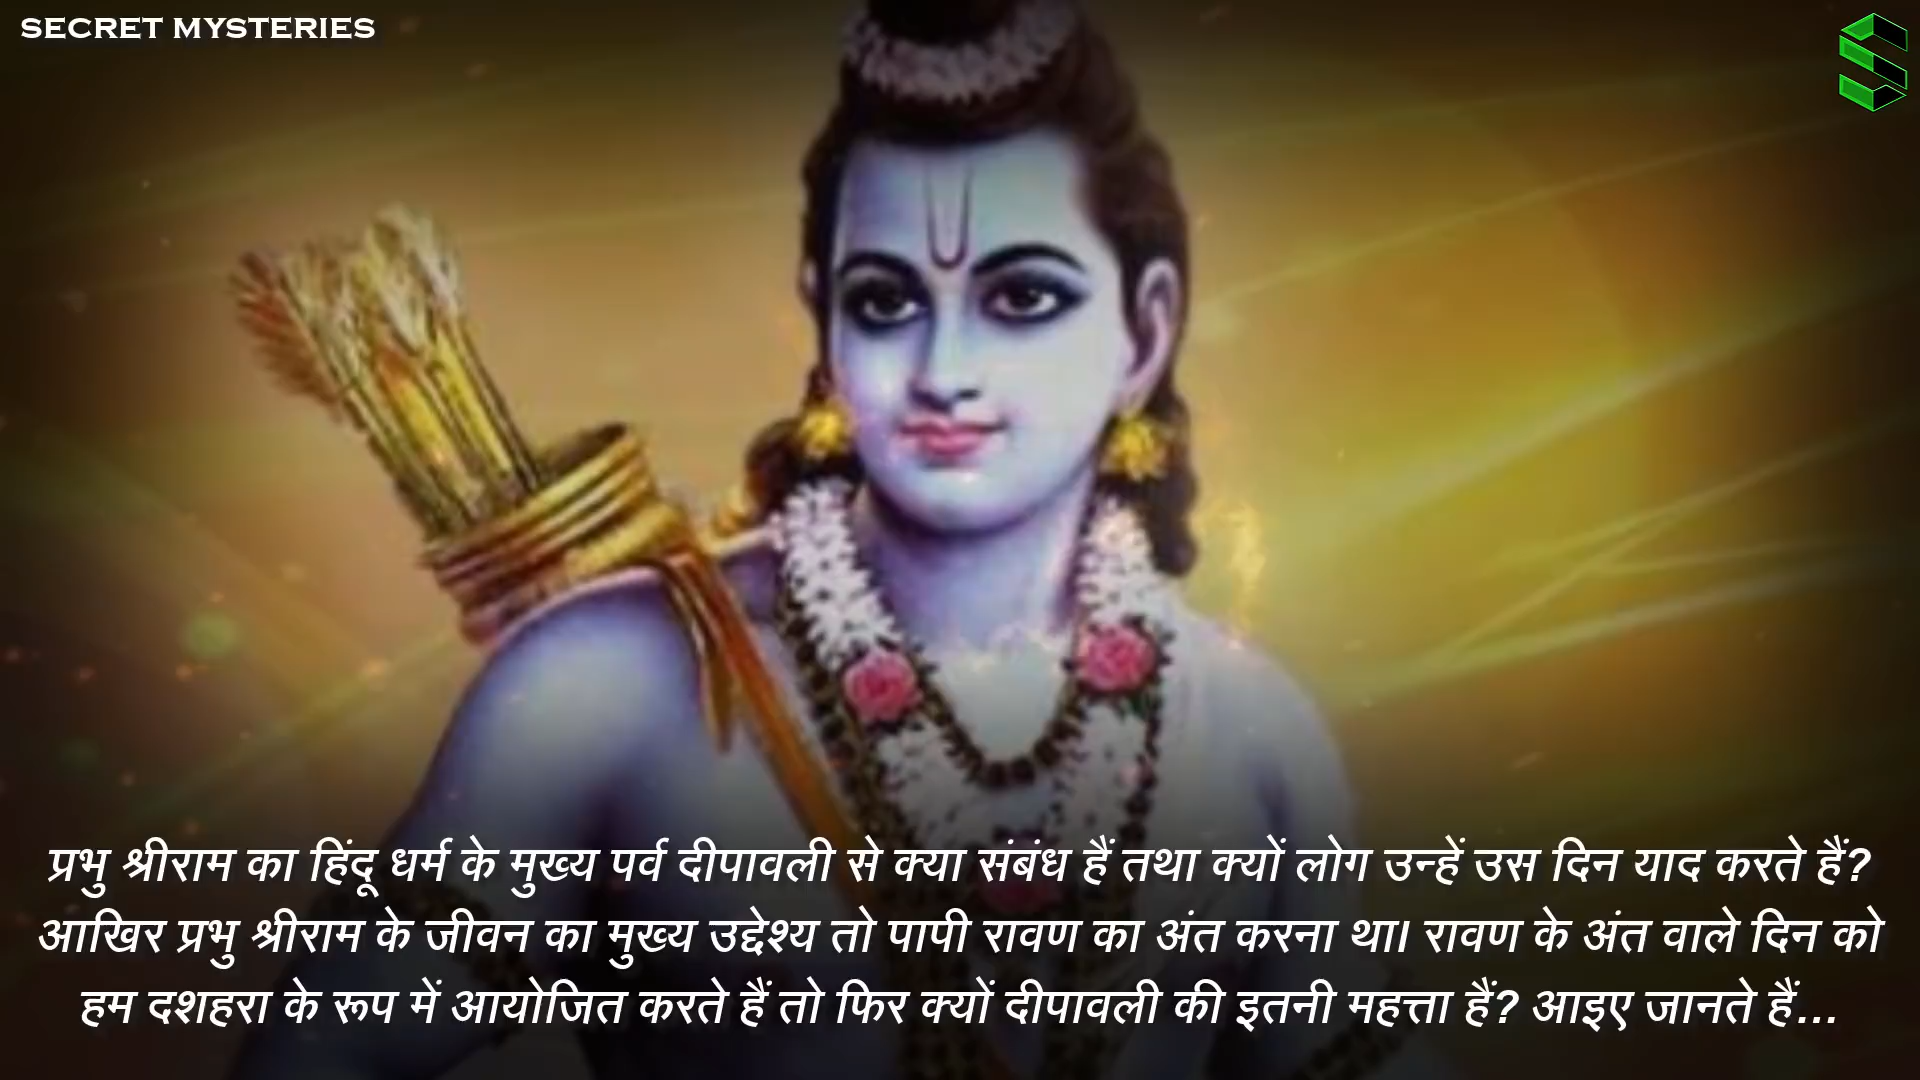 SECRET MYSTERIES
प्रभु श्रीराम का हिंदू धर्म के मुख्य पर्व दीपावली से क्या संबंध हैं तथा क्यों लोग उन्हें उस दिन याद करते हैं?
आखिर प्रभु श्रीराम के जीवन का मुख्य उद्देश्य तो पापी रावण का अंत करना था। रावण के अंत वाले दिन को
हम दशहरा के रूप में आयोजित करते हैं तो फिर क्यों दीपावली की इतनी महत्ता हैं? आइए जानते हैं...